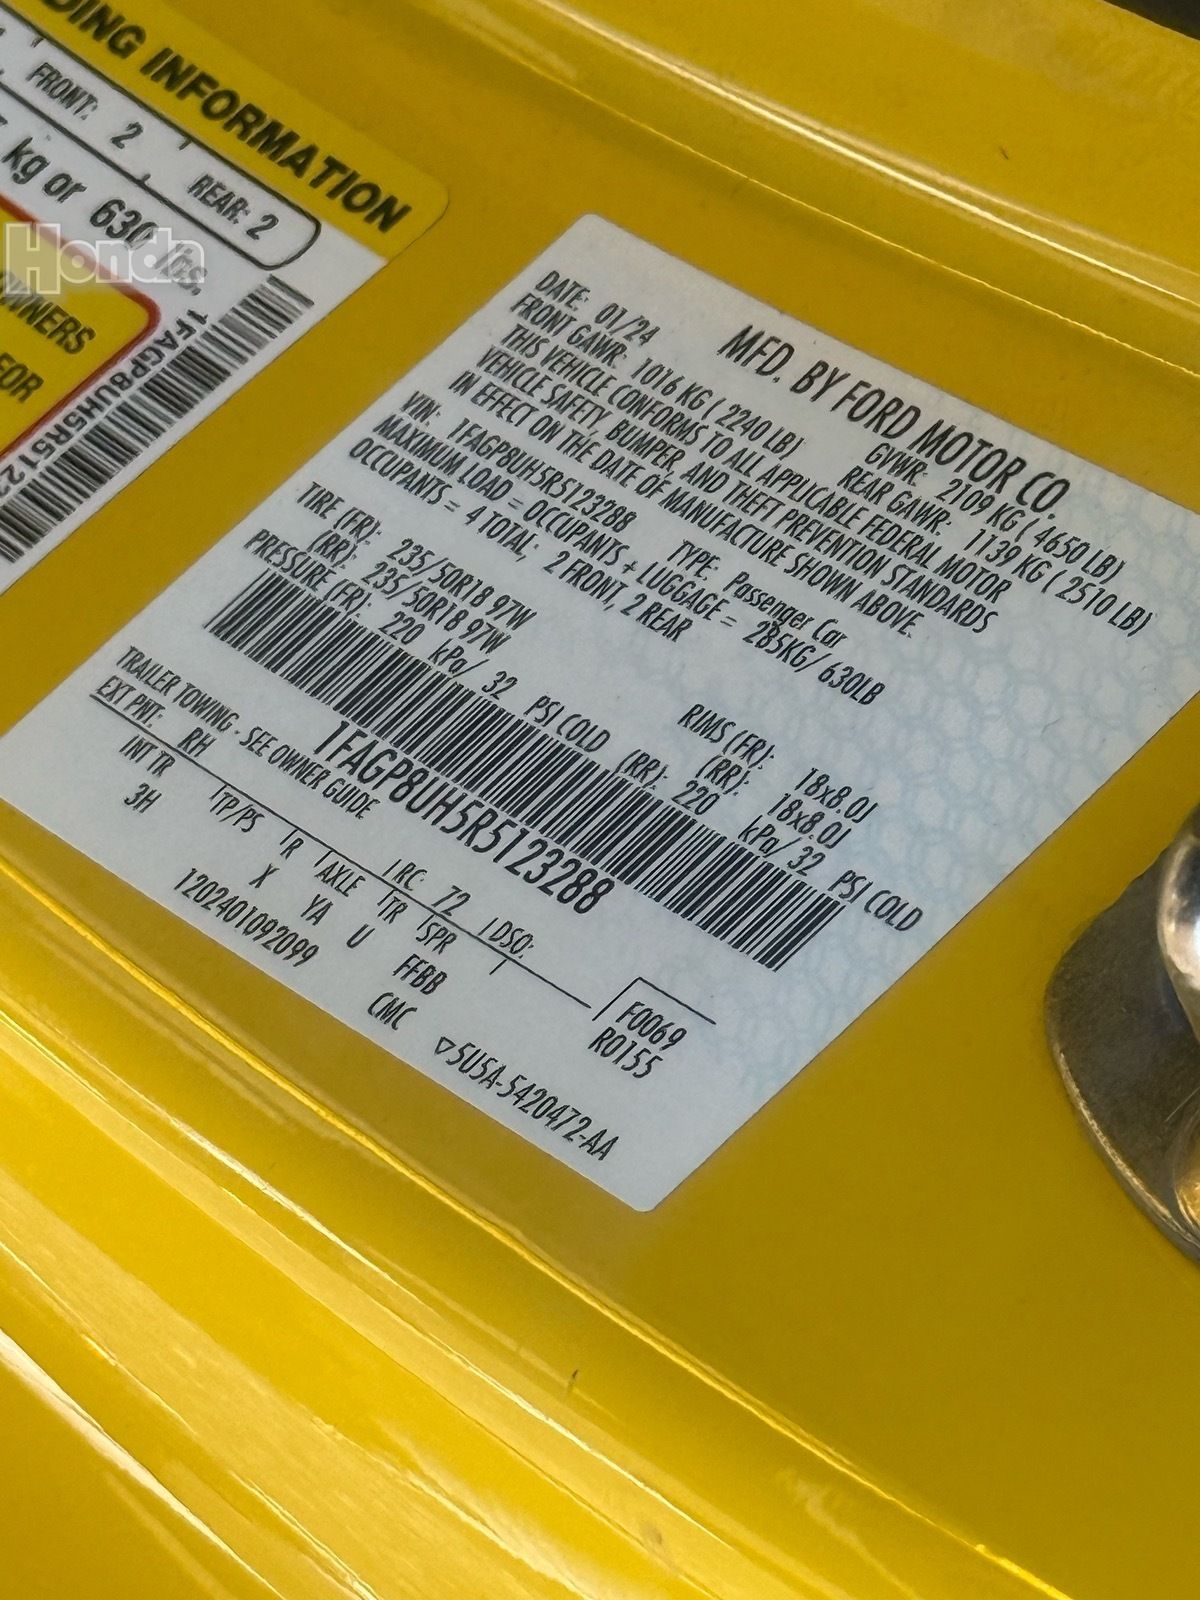 DING INFORMATION
FRONT: 2 REAR: 2
kg or 630 lbs.
Honda
OWNERS
FOR
1FAGP8UH5R512
MFD. BY FORD MOTOR CO.
DATE: 01/24 GVWR: 2109 KG ( 4650 LB)
FRONT GAWR: 1016 KG ( 2240 LB) REAR GAWR: 1139 KG ( 2510 LB)
THIS VEHICLE CONFORMS TO ALL APPLICABLE FEDERAL MOTOR
VEHICLE SAFETY, BUMPER, AND THEFT PREVENTION STANDARDS
IN EFFECT ON THE DATE OF MANUFACTURE SHOWN ABOVE.
VIN: 1FAGP8UH5R5123288 TYPE: Passenger Car
MAXIMUM LOAD = OCCUPANTS + LUGGAGE = 285KG/ 630LB
OCCUPANTS = 4 TOTAL, 2 FRONT, 2 REAR
TIRE (FR): 235/50R18 97W RIMS (FR): 18x8.0J
(RR): 235/50R18 97W (RR): 18x8.0J
PRESSURE (FR): 220 kPa/ 32 PSI COLD (RR): 220 kPa/ 32 PSI COLD
1FAGP8UH5R5123288
TRAILER TOWING - SEE OWNER GUIDE
EXT PNT: RH RC: 72 DSO: F0069
INT TR TP/PS R AXLE TR SPR R0155
3H X YA U FFBB
1202401092099 CMC ▽5U5A-5420472-AA